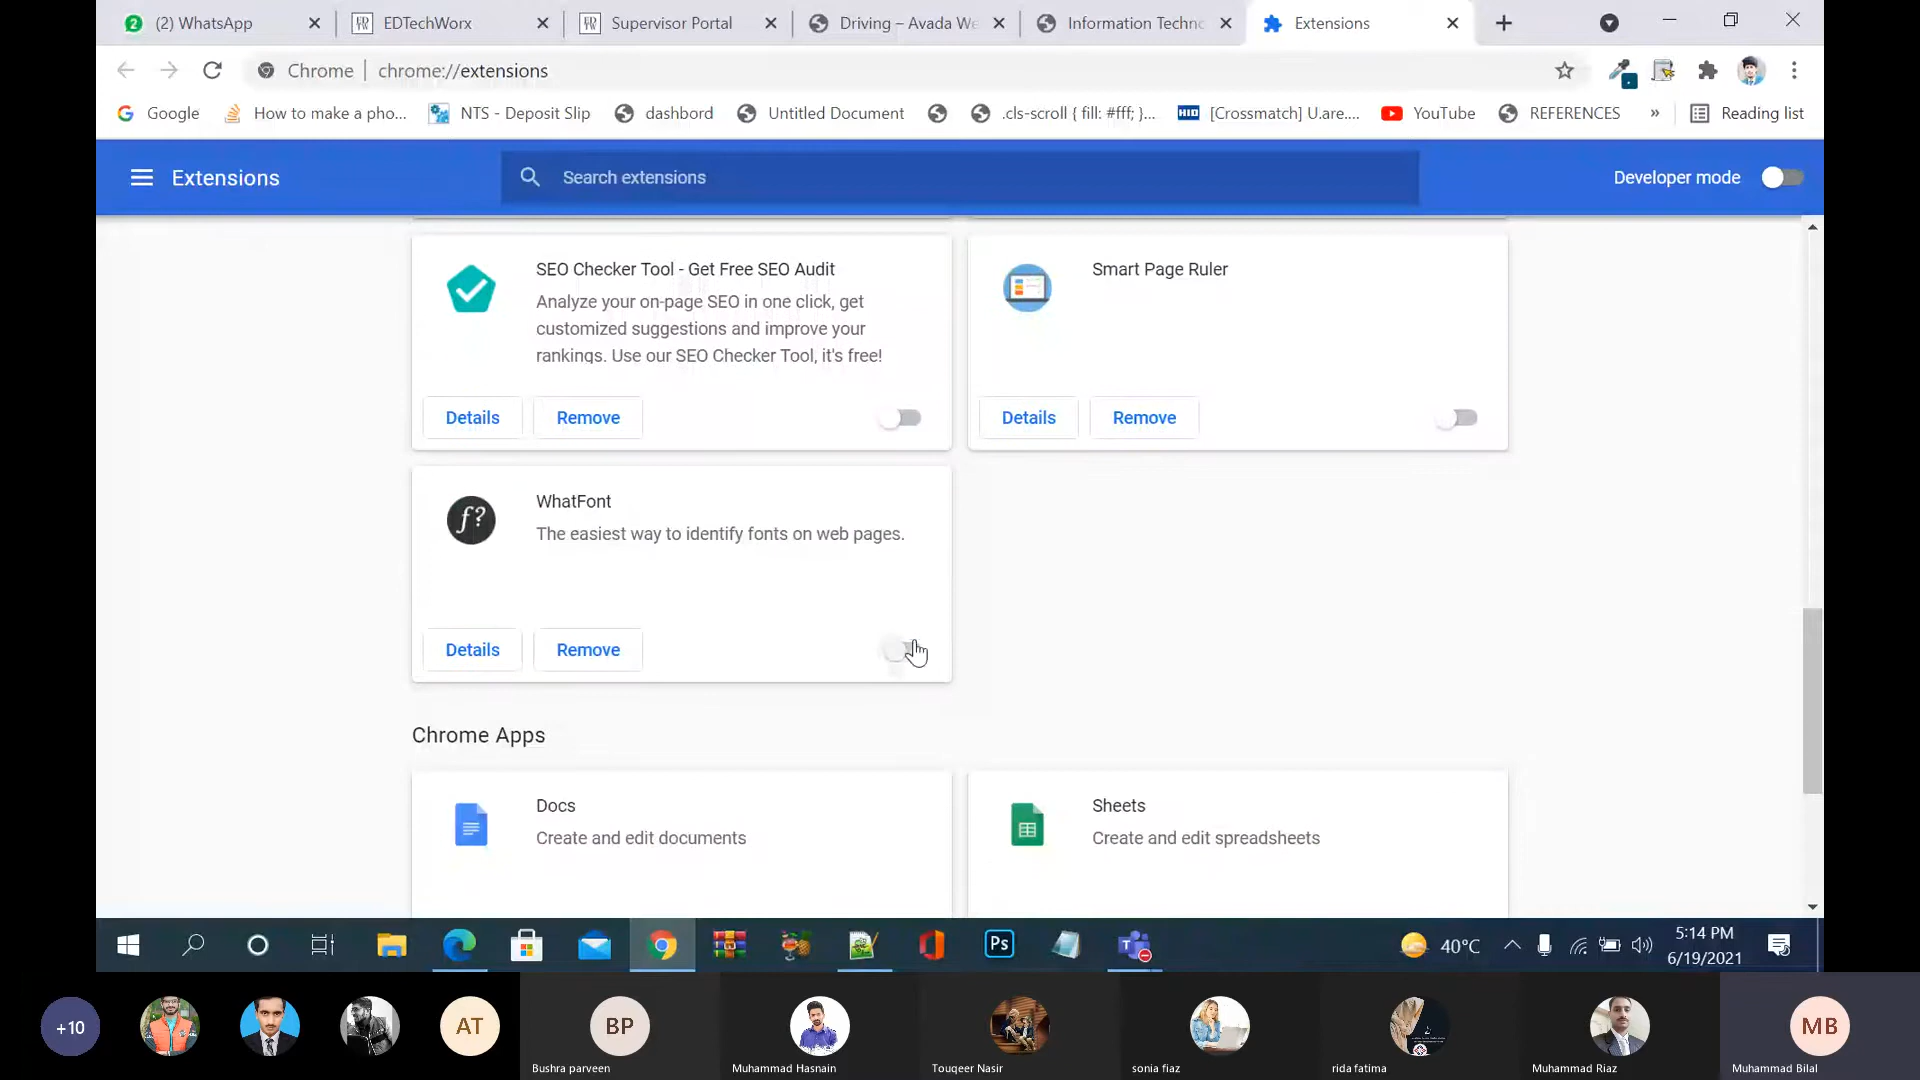 (2) WhatsApp
EDTechWorx
Supervisor Portal
Driving – Avada We
Information Techno
Extensions
Chrome | chrome://extensions
Google
How to make a pho...
NTS - Deposit Slip
dashbord
Untitled Document
.cls-scroll { fill: #fff; }...
HID
[Crossmatch] U.are....
YouTube
REFERENCES
»
Reading list
Extensions
Search extensions
Developer mode
SEO Checker Tool - Get Free SEO Audit
Analyze your on-page SEO in one click, get
customized suggestions and improve your
rankings. Use our SEO Checker Tool, it's free!
Details
Remove
Smart Page Ruler
Details
Remove
f?
WhatFont
The easiest way to identify fonts on web pages.
Details
Remove
Chrome Apps
Docs
Create and edit documents
Sheets
Create and edit spreadsheets
Ps
40°C
5:14 PM
6/19/2021
+10
AT
BP
Bushra parveen
Muhammad Hasnain
Touqeer Nasir
sonia fiaz
rida fatima
Muhammad Riaz
MB
Muhammad Bilal